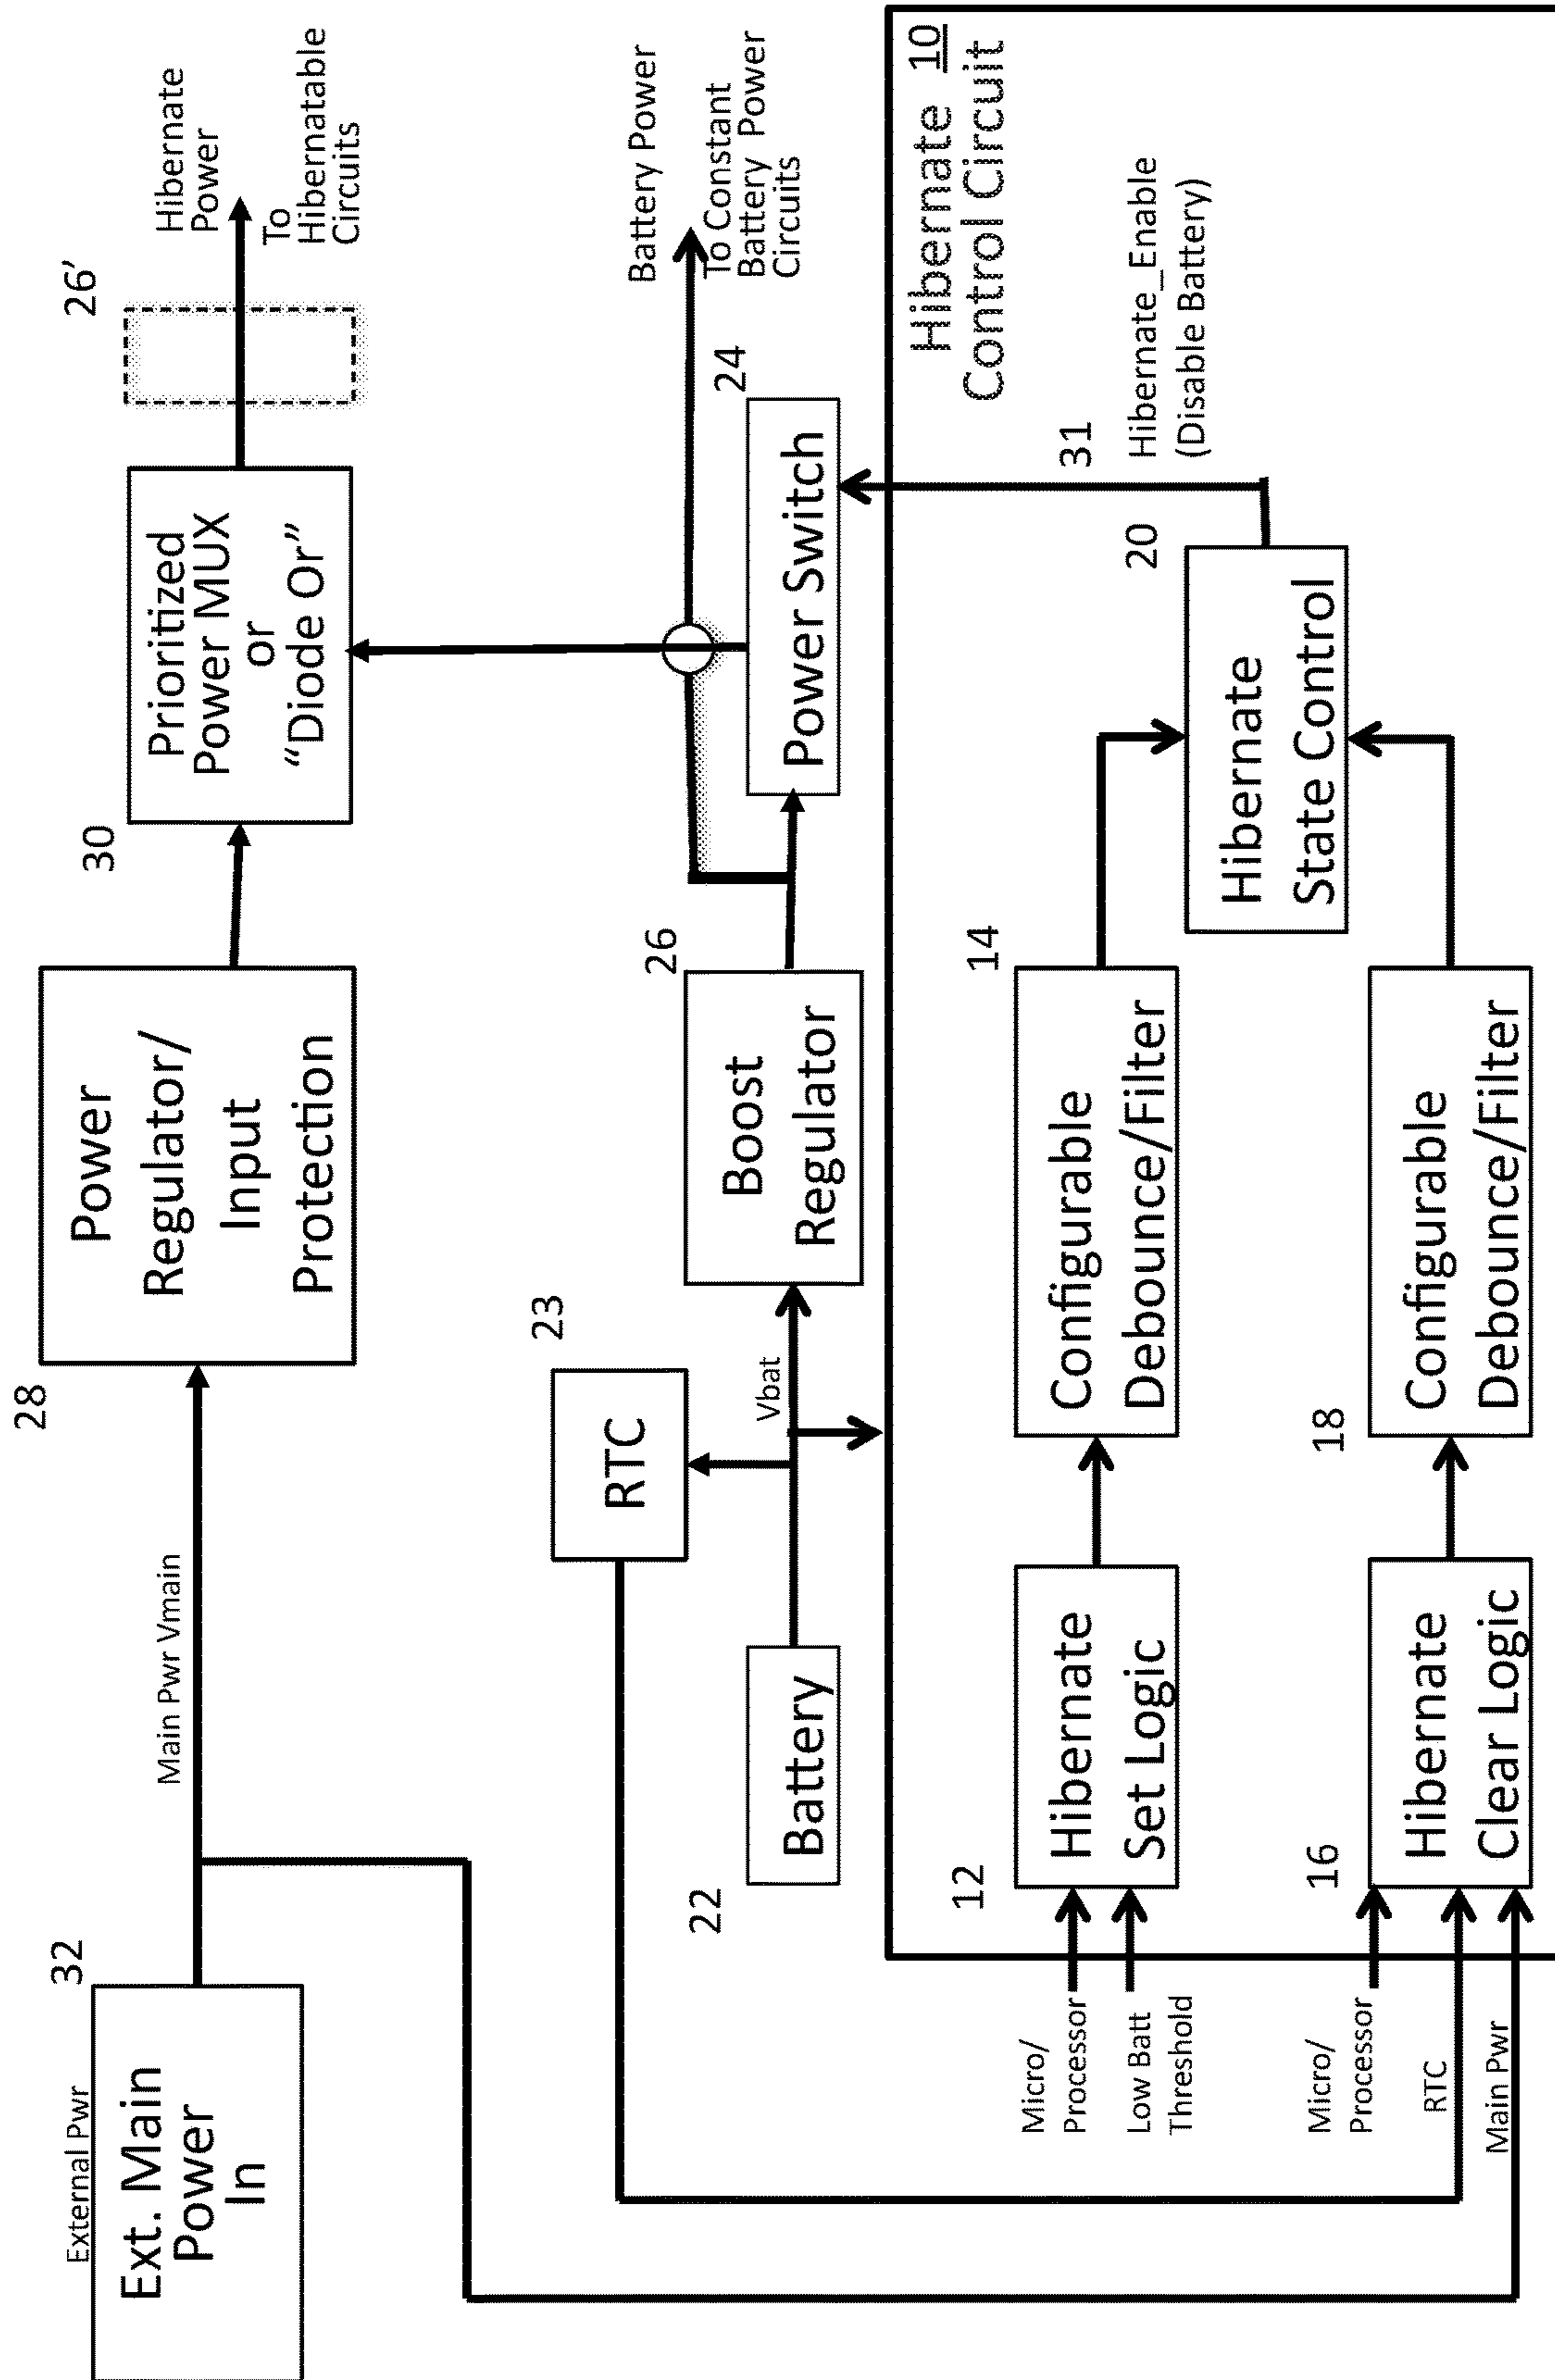 External Pwr
32
Ext. Main
Power
In
Main Pwr Vmain
28
Power
Regulator/
Input
Protection
30
Prioritized
Power MUX
or
“Diode Or”
26’
Hibernate
Power
To
Hibernatable
Circuits
22
Battery
23
RTC
Vbat
26
Boost
Regulator
24
Power Switch
Battery Power
To Constant
Battery Power
Circuits
Hibernate 10
Control Circuit
Micro/
Processor
Low Batt
Threshold
12
Hibernate
Set Logic
14
Configurable
Debounce/Filter
Micro/
Processor
RTC
Main Pwr
16
Hibernate
Clear Logic
18
Configurable
Debounce/Filter
20
Hibernate
State Control
31
Hibernate_Enable
(Disable Battery)